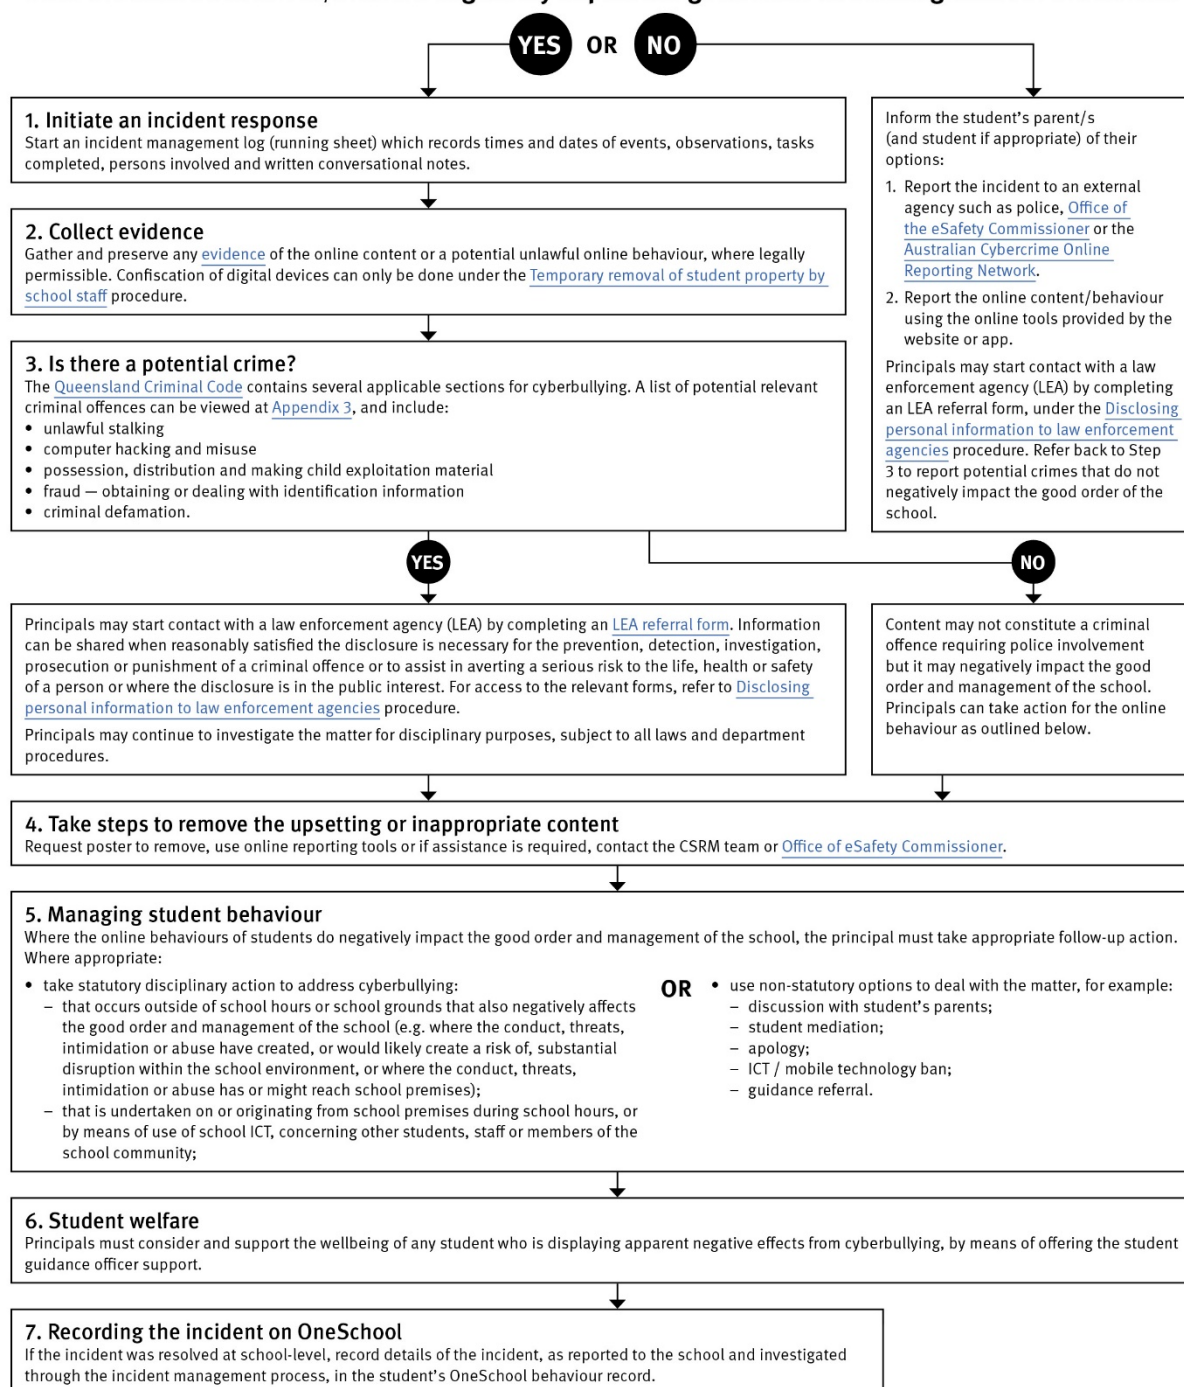 YES OR NO
1. Initiate an incident response
Start an incident management log (running sheet) which records times and dates of events, observations, tasks
completed, persons involved and written conversational notes.
2. Collect evidence
Gather and preserve any evidence of the online content or a potential unlawful online behaviour, where legally
permissible. Confiscation of digital devices can only be done under the Temporary removal of student property by
school staff procedure.
3. Is there a potential crime?
The Queensland Criminal Code contains several applicable sections for cyberbullying. A list of potential relevant
criminal offences can be viewed at Appendix 3, and include:
• unlawful stalking
• computer hacking and misuse
• possession, distribution and making child exploitation material
• fraud — obtaining or dealing with identification information
• criminal defamation.
Inform the student's parent/s
(and student if appropriate) of their
options:
1. Report the incident to an external
agency such as police, Office of
the eSafety Commissioner or the
Australian Cybercrime Online
Reporting Network.
2. Report the online content/behaviour
using the online tools provided by the
website or app.
Principals may start contact with a law
enforcement agency (LEA) by completing
an LEA referral form, under the Disclosing
personal information to law enforcement
agencies procedure. Refer back to Step
3 to report potential crimes that do not
negatively impact the good order of the
school.
YES
NO
Principals may start contact with a law enforcement agency (LEA) by completing an LEA referral form. Information
can be shared when reasonably satisfied the disclosure is necessary for the prevention, detection, investigation,
prosecution or punishment of a criminal offence or to assist in averting a serious risk to the life, health or safety
of a person or where the disclosure is in the public interest. For access to the relevant forms, refer to Disclosing
personal information to law enforcement agencies procedure.
Principals may continue to investigate the matter for disciplinary purposes, subject to all laws and department
procedures.
Content may not constitute a criminal
offence requiring police involvement
but it may negatively impact the good
order and management of the school.
Principals can take action for the online
behaviour as outlined below.
4. Take steps to remove the upsetting or inappropriate content
Request poster to remove, use online reporting tools or if assistance is required, contact the CSRM team or Office of eSafety Commissioner.
5. Managing student behaviour
Where the online behaviours of students do negatively impact the good order and management of the school, the principal must take appropriate follow-up action.
Where appropriate:
• take statutory disciplinary action to address cyberbullying:
– that occurs outside of school hours or school grounds that also negatively affects
the good order and management of the school (e.g. where the conduct, threats,
intimidation or abuse have created, or would likely create a risk of, substantial
disruption within the school environment, or where the conduct, threats,
intimidation or abuse has or might reach school premises);
– that is undertaken on or originating from school premises during school hours, or
by means of use of school ICT, concerning other students, staff or members of the
school community;
OR
• use non-statutory options to deal with the matter, for example:
– discussion with student's parents;
– student mediation;
– apology;
– ICT / mobile technology ban;
– guidance referral.
6. Student welfare
Principals must consider and support the wellbeing of any student who is displaying apparent negative effects from cyberbullying, by means of offering the student
guidance officer support.
7. Recording the incident on OneSchool
If the incident was resolved at school-level, record details of the incident, as reported to the school and investigated
through the incident management process, in the student's OneSchool behaviour record.